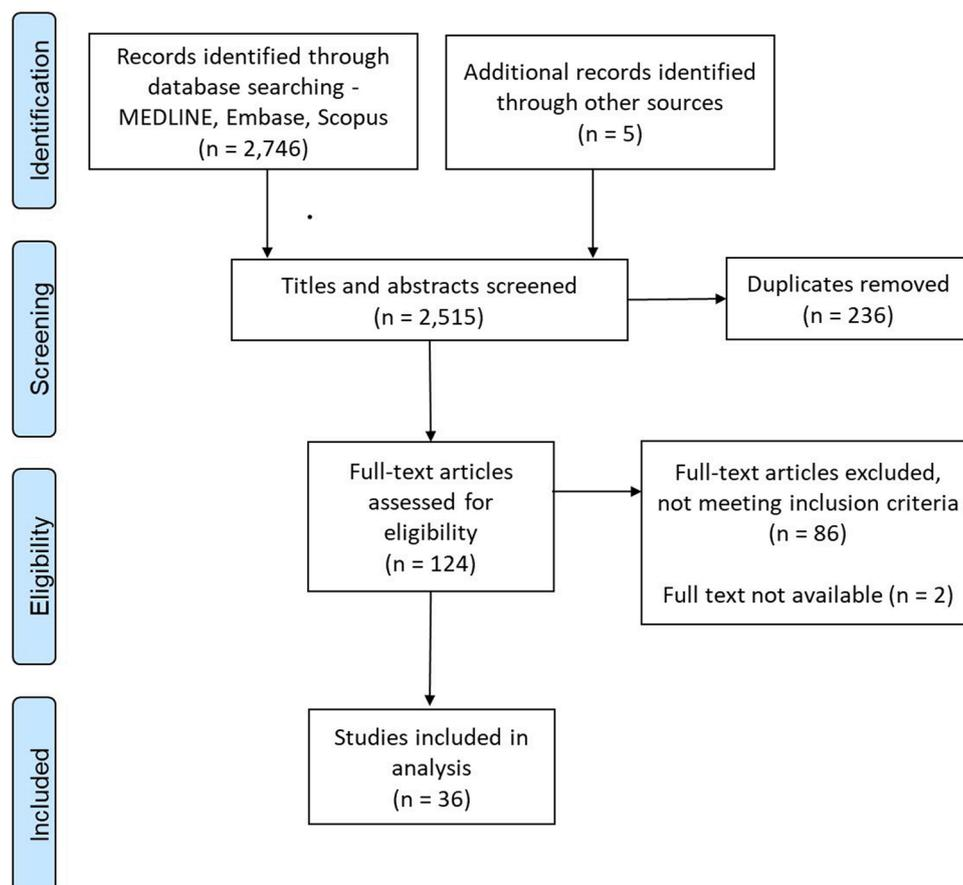 Identification
Records identified through
database searching -
MEDLINE, Embase, Scopus
(n = 2,746)
Additional records identified
through other sources
(n = 5)
Screening
Titles and abstracts screened
(n = 2,515)
Duplicates removed
(n = 236)
Eligibility
Full-text articles
assessed for
eligibility
(n = 124)
Full-text articles excluded,
not meeting inclusion criteria
(n = 86)
Full text not available (n = 2)
Included
Studies included in
analysis
(n = 36)